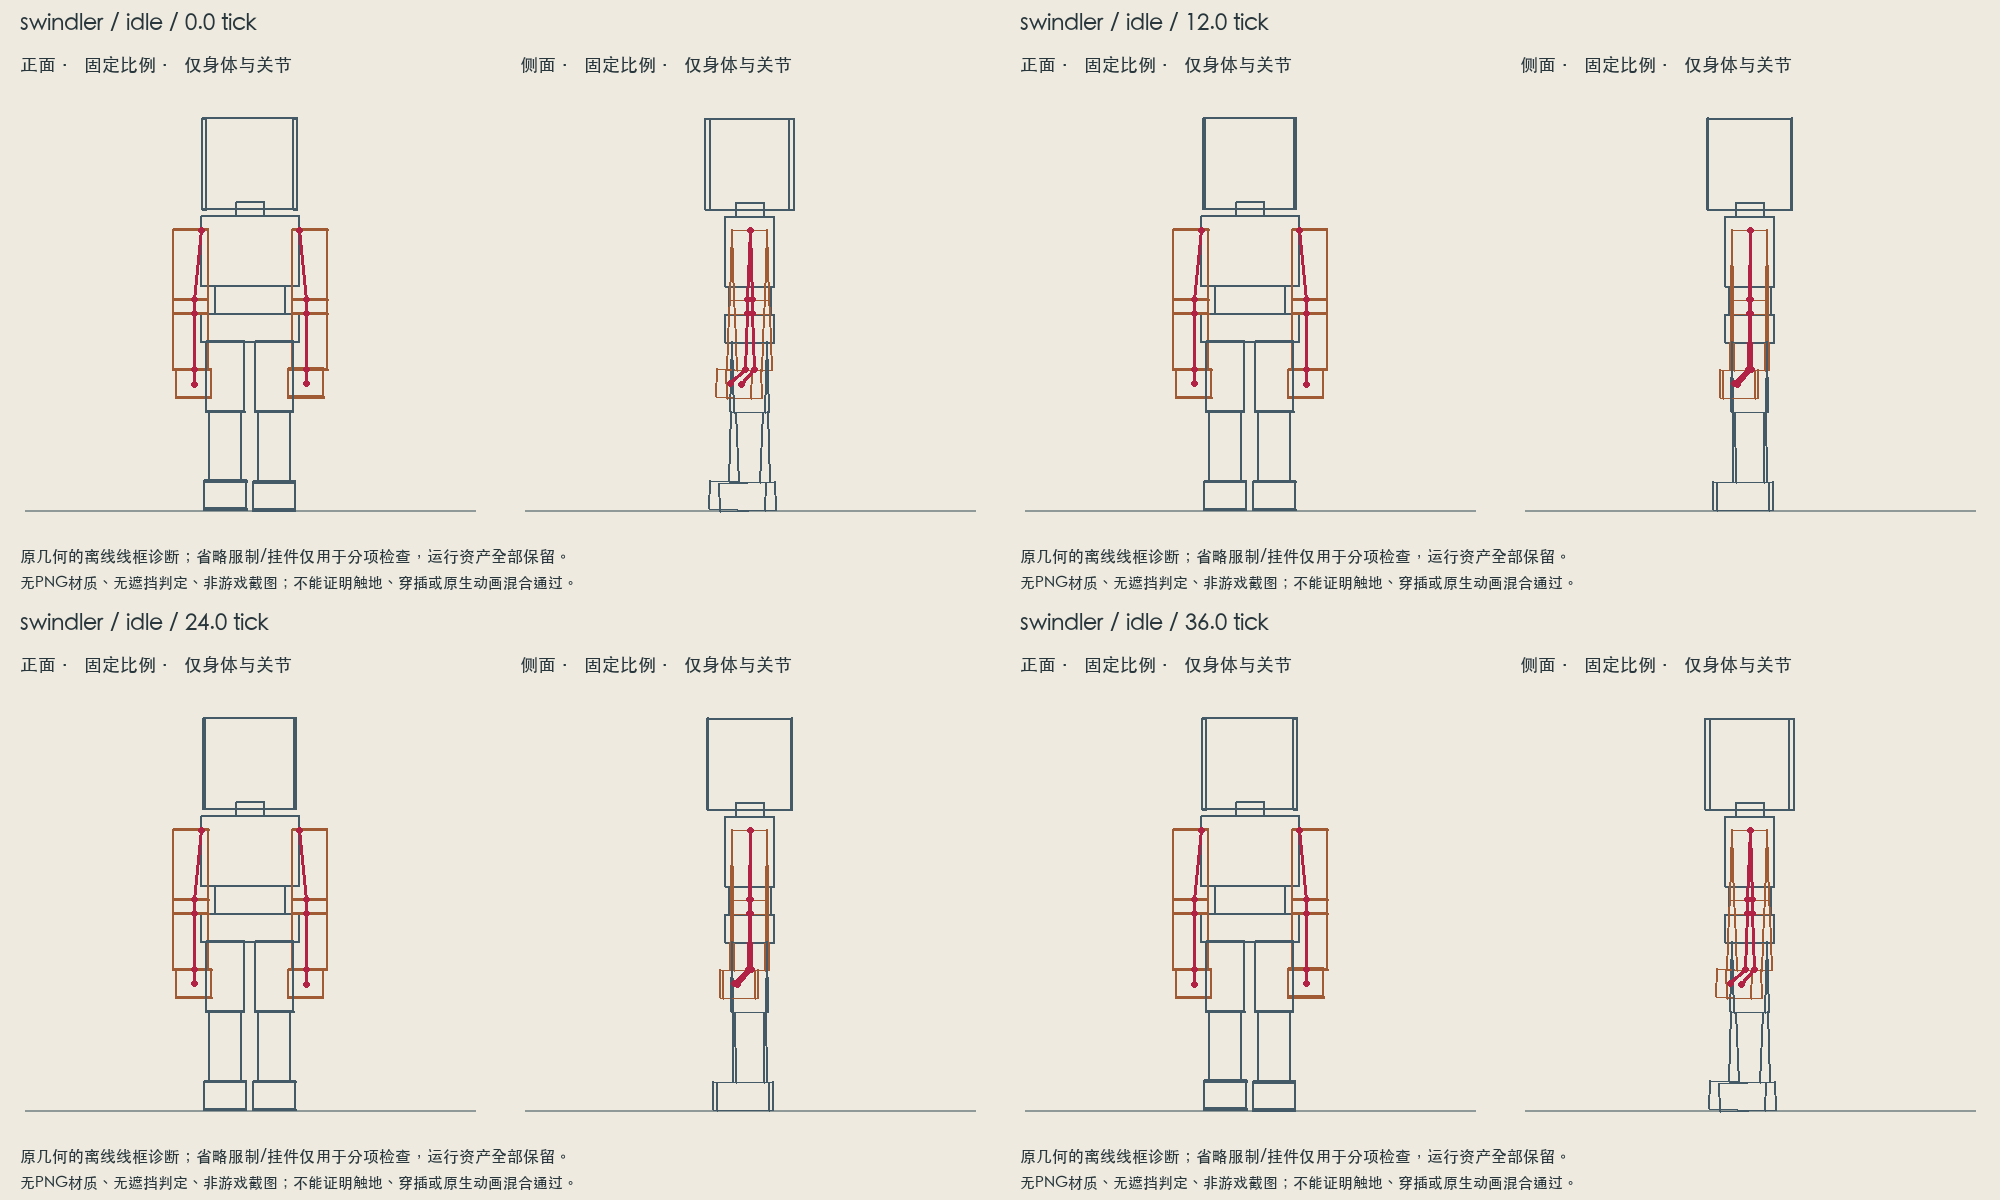 swindler / idle / 0.0 tick
正面 · 固定比例 · 仅身体与关节
侧面 · 固定比例 · 仅身体与关节
原几何的离线线框诊断；省略服制/挂件仅用于分项检查，运行资产全部保留。
无PNG材质、无遮挡判定、非游戏截图；不能证明触地、穿插或原生动画混合通过。
swindler / idle / 12.0 tick
正面 · 固定比例 · 仅身体与关节
侧面 · 固定比例 · 仅身体与关节
原几何的离线线框诊断；省略服制/挂件仅用于分项检查，运行资产全部保留。
无PNG材质、无遮挡判定、非游戏截图；不能证明触地、穿插或原生动画混合通过。
swindler / idle / 24.0 tick
正面 · 固定比例 · 仅身体与关节
侧面 · 固定比例 · 仅身体与关节
原几何的离线线框诊断；省略服制/挂件仅用于分项检查，运行资产全部保留。
无PNG材质、无遮挡判定、非游戏截图；不能证明触地、穿插或原生动画混合通过。
swindler / idle / 36.0 tick
正面 · 固定比例 · 仅身体与关节
侧面 · 固定比例 · 仅身体与关节
原几何的离线线框诊断；省略服制/挂件仅用于分项检查，运行资产全部保留。
无PNG材质、无遮挡判定、非游戏截图；不能证明触地、穿插或原生动画混合通过。